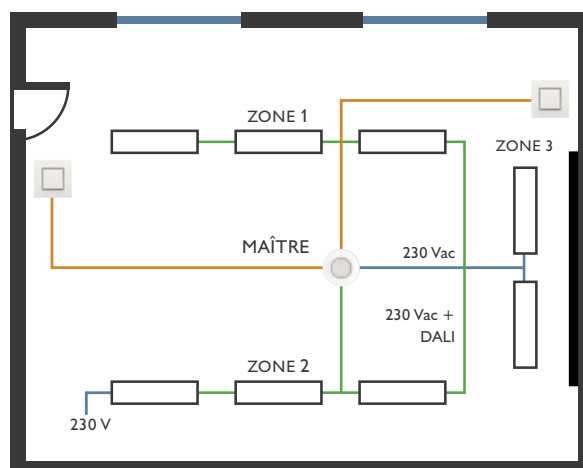 ZONE 1
ZONE 3
MAÎTRE
230 Vac
230 Vac +
DALI
ZONE 2
230 V